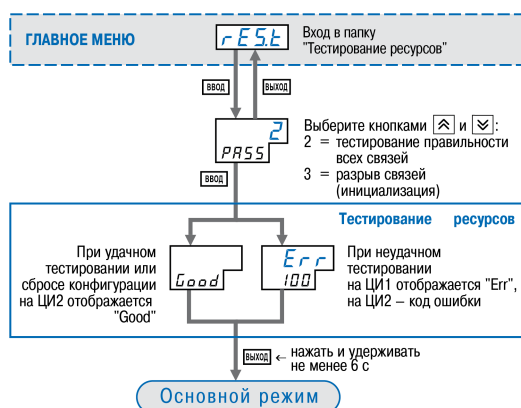 ГЛАВНОЕ МЕНЮ
rES.t
Вход в папку
"Тестирование ресурсов"
ВВОД
ВЫХОД
2
PASS
Выберите кнопками и :
2 = тестирование правильности
всех связей
3 = разрыв связей
(инициализация)
ВВОД
Тестирование ресурсов
При удачном
тестировании или
сбросе конфигурации
на ЦИ2 отображается
"Good"
Good
Err
100
При неудачном
тестировании
на ЦИ1 отображается "Err",
на ЦИ2 – код ошибки
ВЫХОД ← нажать и удерживать
не менее 6 с
Основной режим